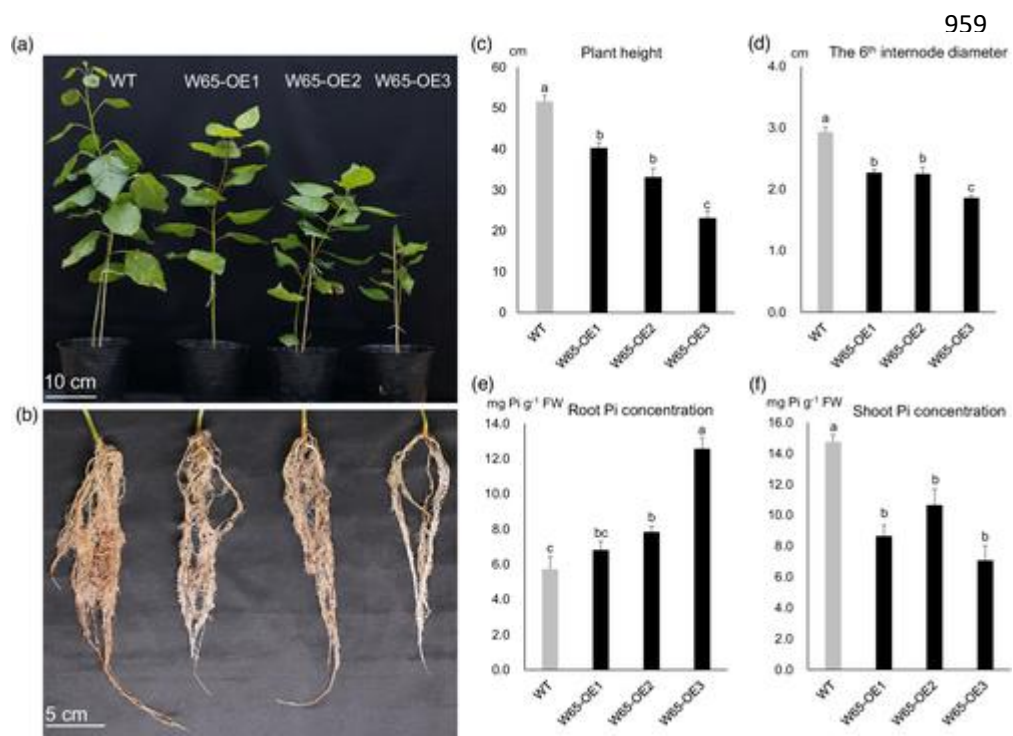 959
(a)
WT W65-OE1 W65-OE2 W65-OE3
10 cm
(b)
5 cm
(c)
cm Plant height
60
50
40
30
20
10
0
a
b
b
c
WT
W65-OE1
W65-OE2
W65-OE3
(d)
cm The 6th internode diameter
4.0
3.0
2.0
1.0
0.0
a
b
b
c
WT
W65-OE1
W65-OE2
W65-OE3
(e)
mg Pi g-1 FW Root Pi concentration
14.0
12.0
10.0
8.0
6.0
4.0
2.0
0.0
c
bc
b
a
WT
W65-OE1
W65-OE2
W65-OE3
(f)
mg Pi g-1 FW Shoot Pi concentration
16.0
14.0
12.0
10.0
8.0
6.0
4.0
2.0
0.0
a
b
b
b
WT
W65-OE1
W65-OE2
W65-OE3